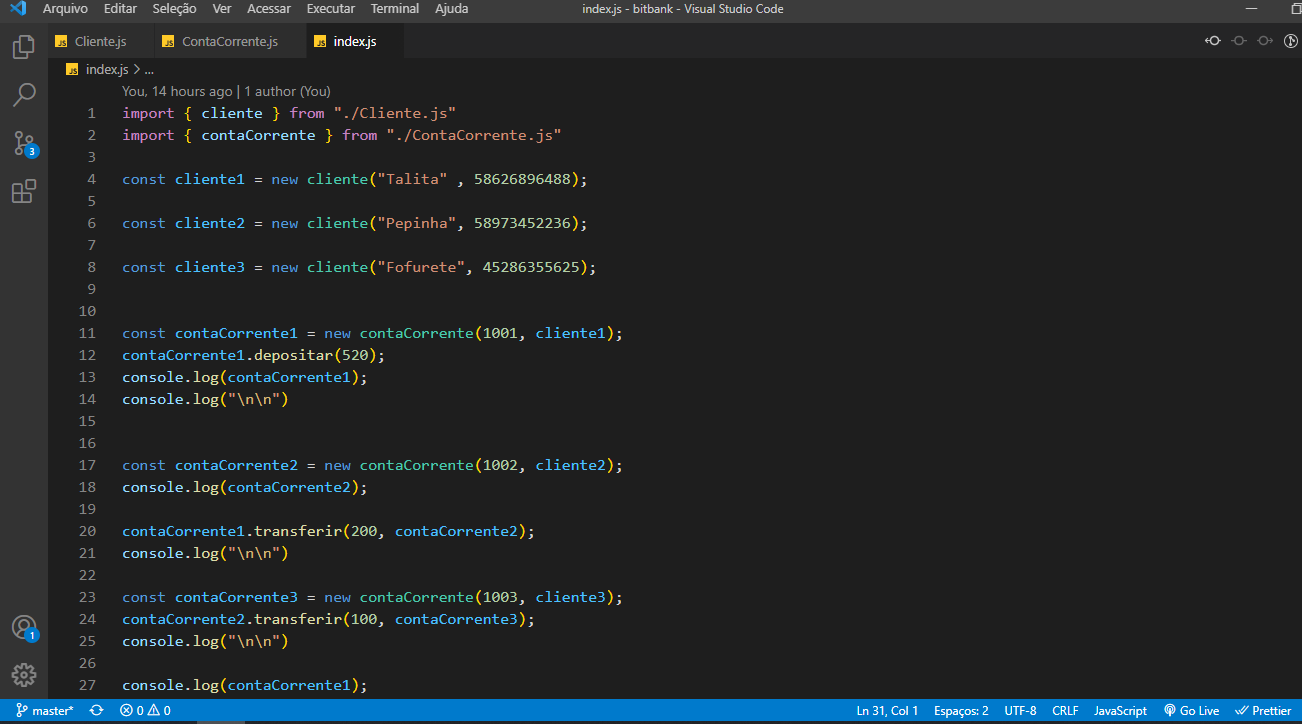 Arquivo Editar Seleção Ver Acessar Executar Terminal Ajuda index.js - bitbank - Visual Studio Code
JS Cliente.js JS ContaCorrente.js JS index.js
JS index.js > ...
You, 14 hours ago | 1 author (You)
1 import { cliente } from "./Cliente.js"
2 import { contaCorrente } from "./ContaCorrente.js"
3
4 const cliente1 = new cliente("Talita" , 58626896488);
5
6 const cliente2 = new cliente("Pepinha", 58973452236);
7
8 const cliente3 = new cliente("Fofurete", 45286355625);
9
10
11 const contaCorrente1 = new contaCorrente(1001, cliente1);
12 contaCorrente1.depositar(520);
13 console.log(contaCorrente1);
14 console.log("\n\n")
15
16
17 const contaCorrente2 = new contaCorrente(1002, cliente2);
18 console.log(contaCorrente2);
19
20 contaCorrente1.transferir(200, contaCorrente2);
21 console.log("\n\n")
22
23 const contaCorrente3 = new contaCorrente(1003, cliente3);
24 contaCorrente2.transferir(100, contaCorrente3);
25 console.log("\n\n")
26
27 console.log(contaCorrente1);
3
1
master* 0 0 Ln 31, Col 1 Espaços: 2 UTF-8 CRLF JavaScript Go Live Prettier